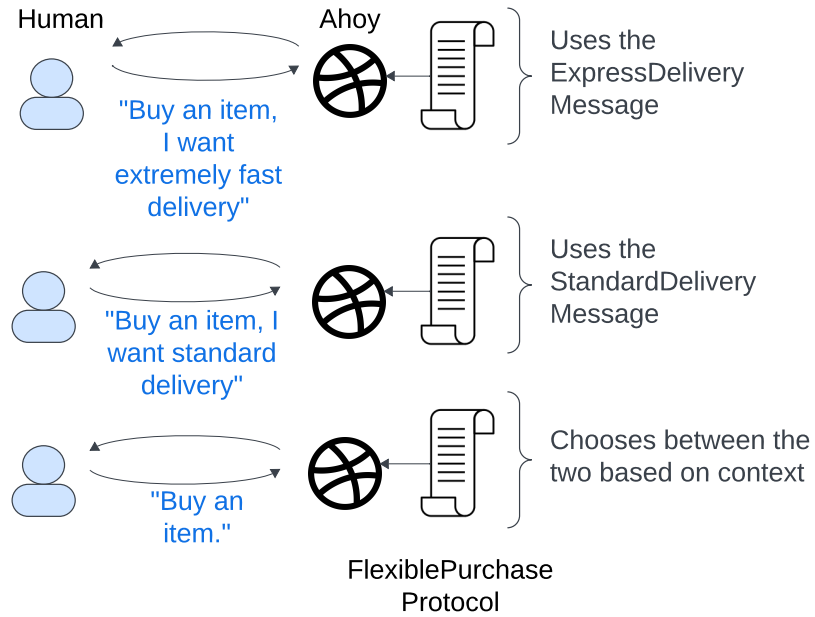 Human
Ahoy
"Buy an item,
I want
extremely fast
delivery"
Uses the
ExpressDelivery
Message
"Buy an item, I
want standard
delivery"
Uses the
StandardDelivery
Message
"Buy an
item."
Chooses between the
two based on context
FlexiblePurchase
Protocol